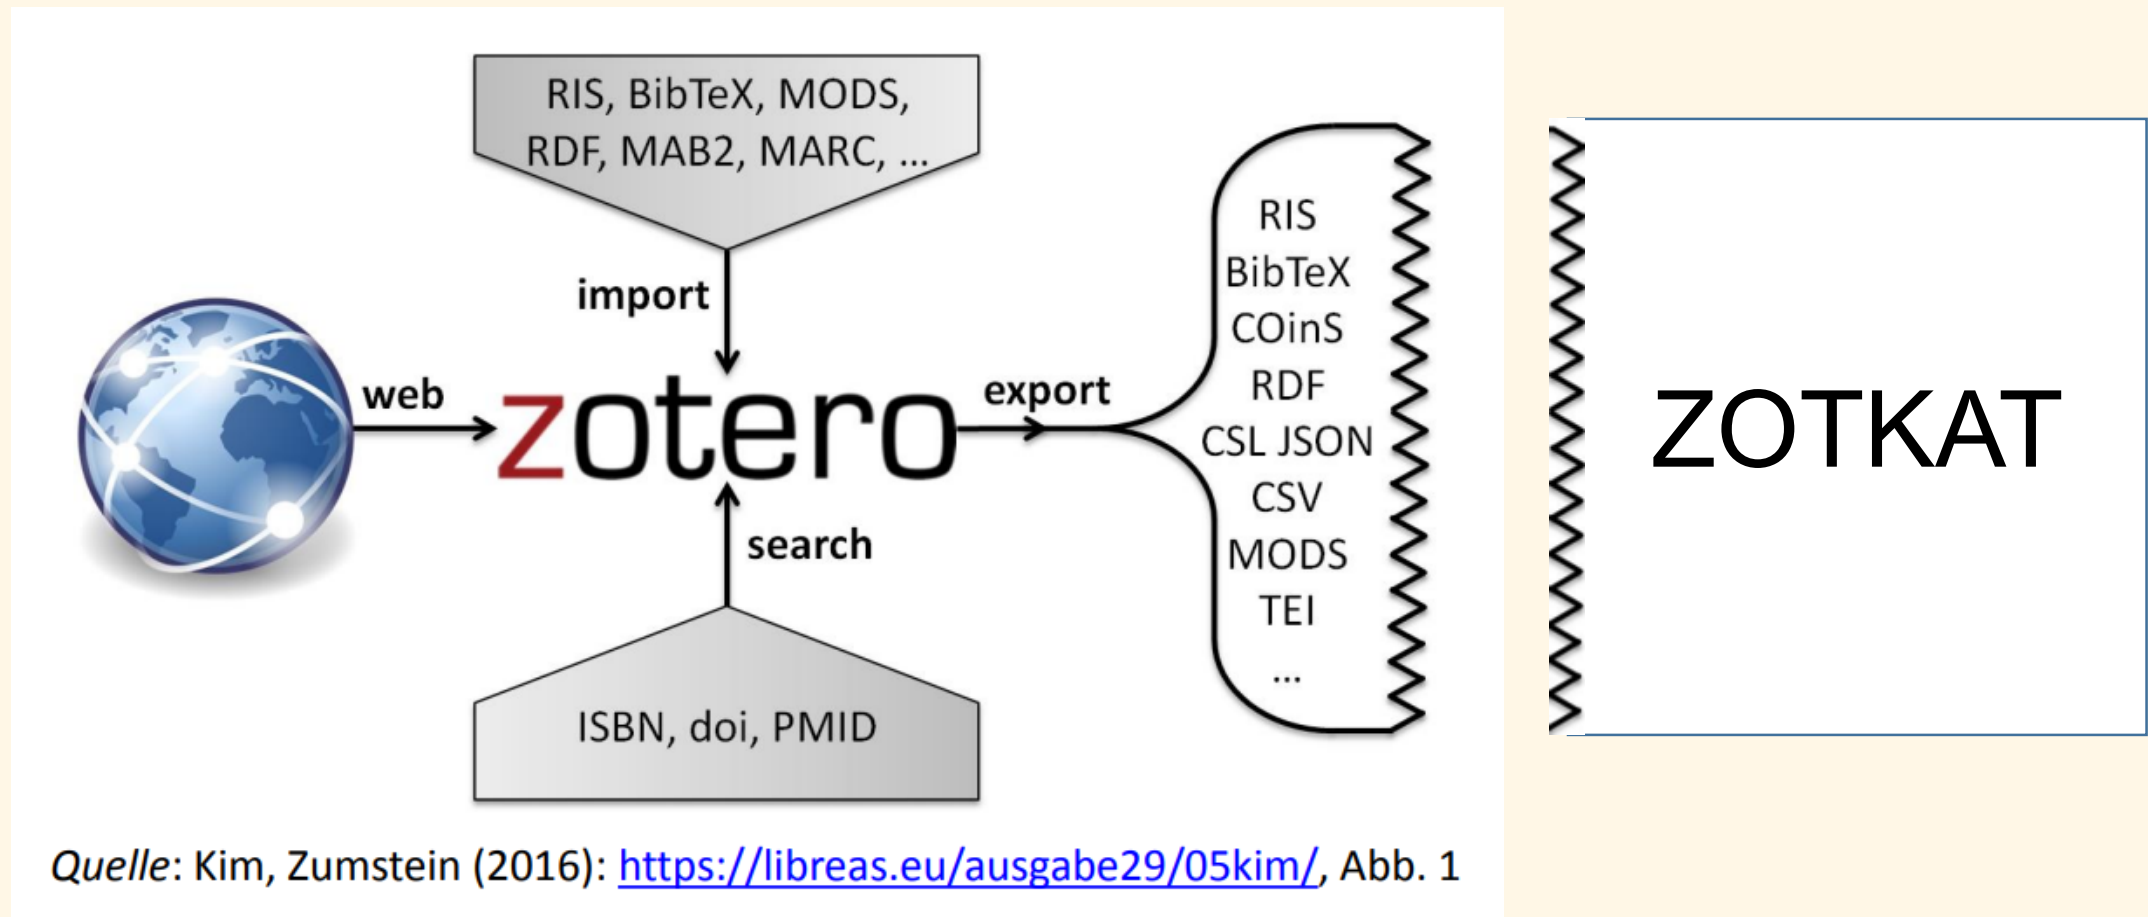 RIS, BibTeX, MODS,
RDF, MAB2, MARC, ...
import
web
zotero
export
search
ISBN, doi, PMID
RIS
BibTeX
COinS
RDF
CSL JSON
CSV
MODS
TEI
...
ZOTKAT
Quelle: Kim, Zumstein (2016): https://libreas.eu/ausgabe29/05kim/, Abb. 1